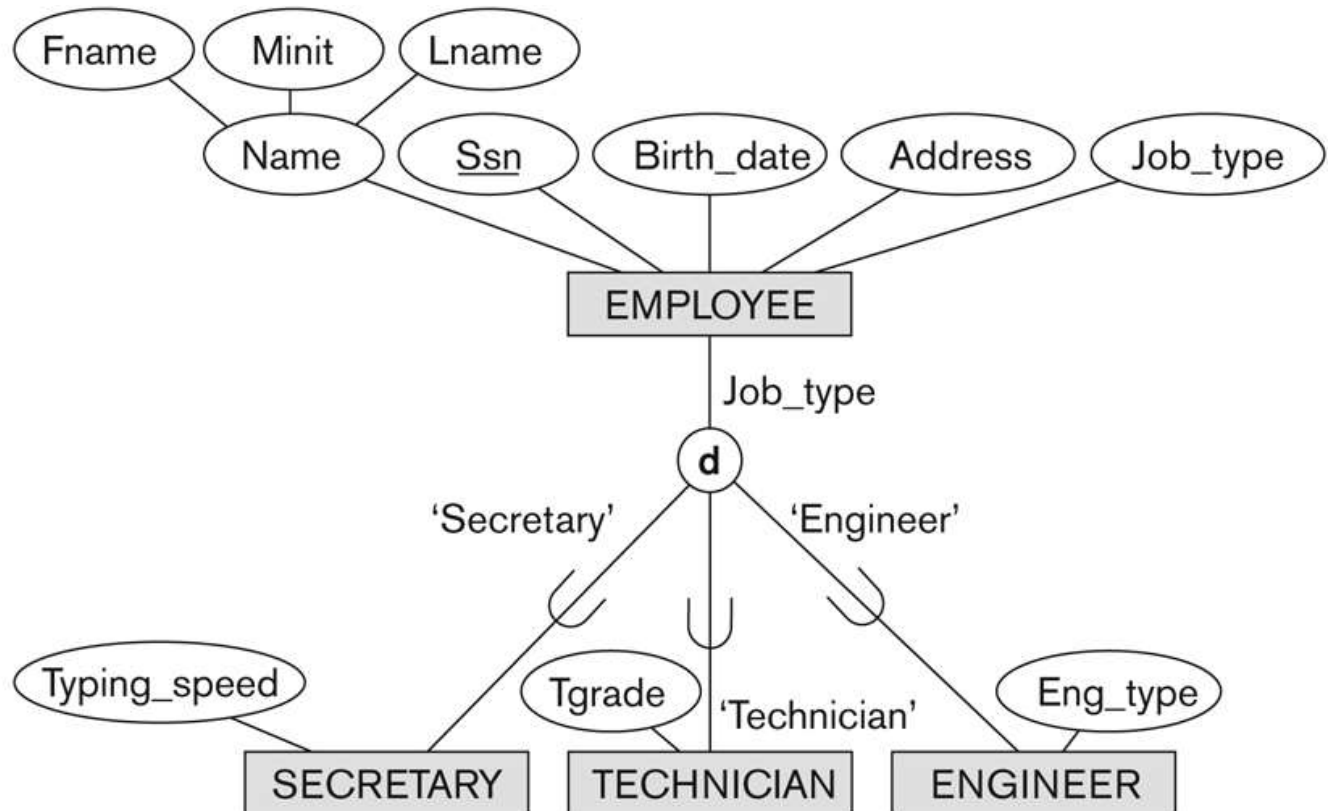 Fname Minit Lname
Name Ssn Birth_date Address Job_type
EMPLOYEE
Job_type
d
‘Secretary’ ‘Engineer’
Typing_speed Tgrade Eng_type
‘Technician’
SECRETARY TECHNICIAN ENGINEER